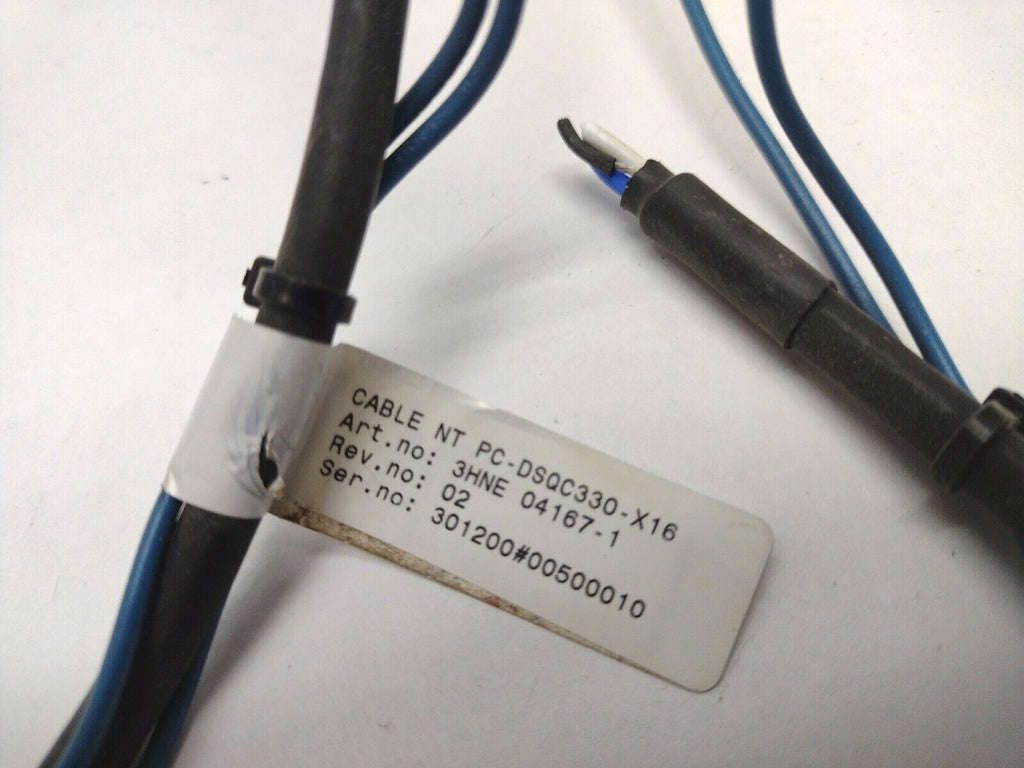 CABLE NT PC-DSQC330-X16
Art.no: 3HNE 04167-1
Rev.no: 02
Ser.no: 301200#00500010